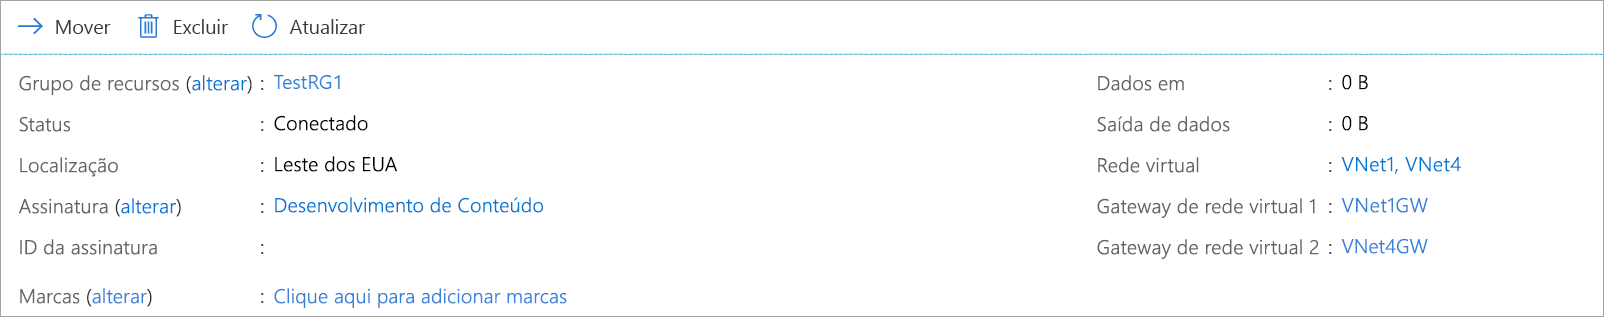 Mover Excluir Atualizar
Grupo de recursos (alterar) : TestRG1
Status : Conectado
Localização : Leste dos EUA
Assinatura (alterar) : Desenvolvimento de Conteúdo
ID da assinatura :
Marcas (alterar) : Clique aqui para adicionar marcas
Dados em : 0 B
Saída de dados : 0 B
Rede virtual : VNet1, VNet4
Gateway de rede virtual 1 : VNet1GW
Gateway de rede virtual 2 : VNet4GW